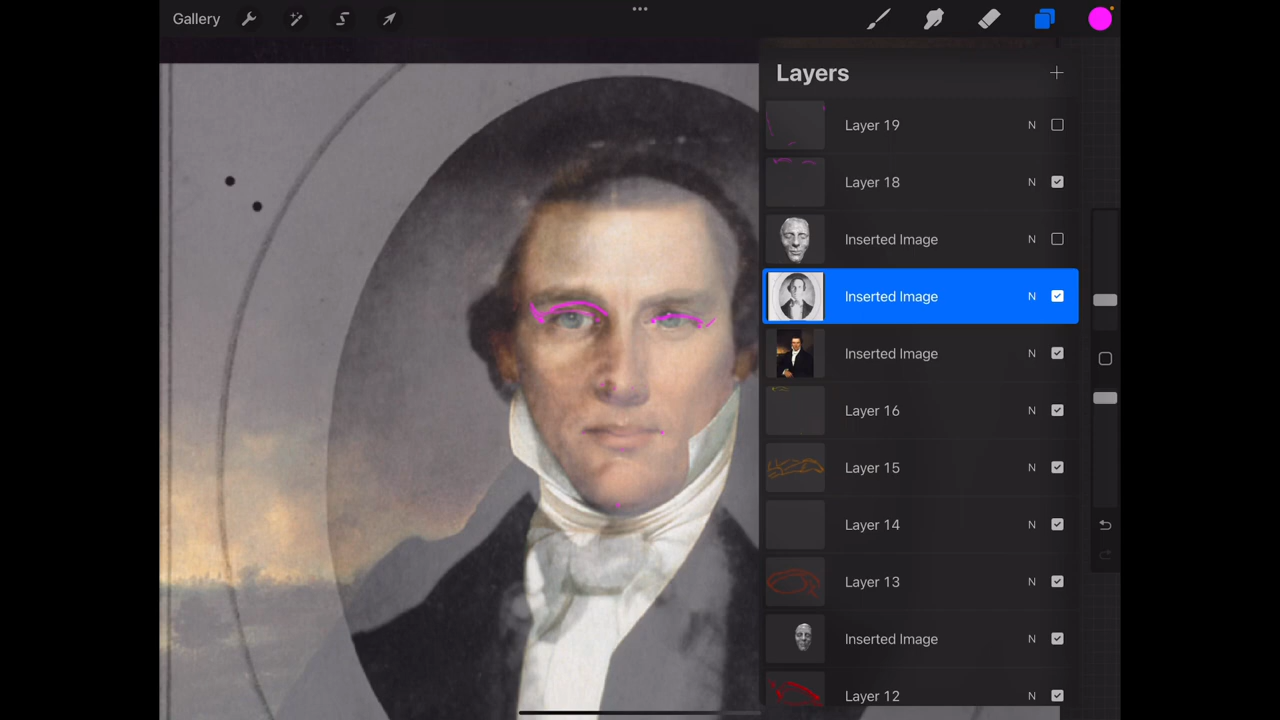 Gallery
Layers
Layer 19 N
Layer 18 N
Inserted Image N
Inserted Image N
Inserted Image N
Layer 16 N
Layer 15 N
Layer 14 N
Layer 13 N
Inserted Image N
Layer 12 N